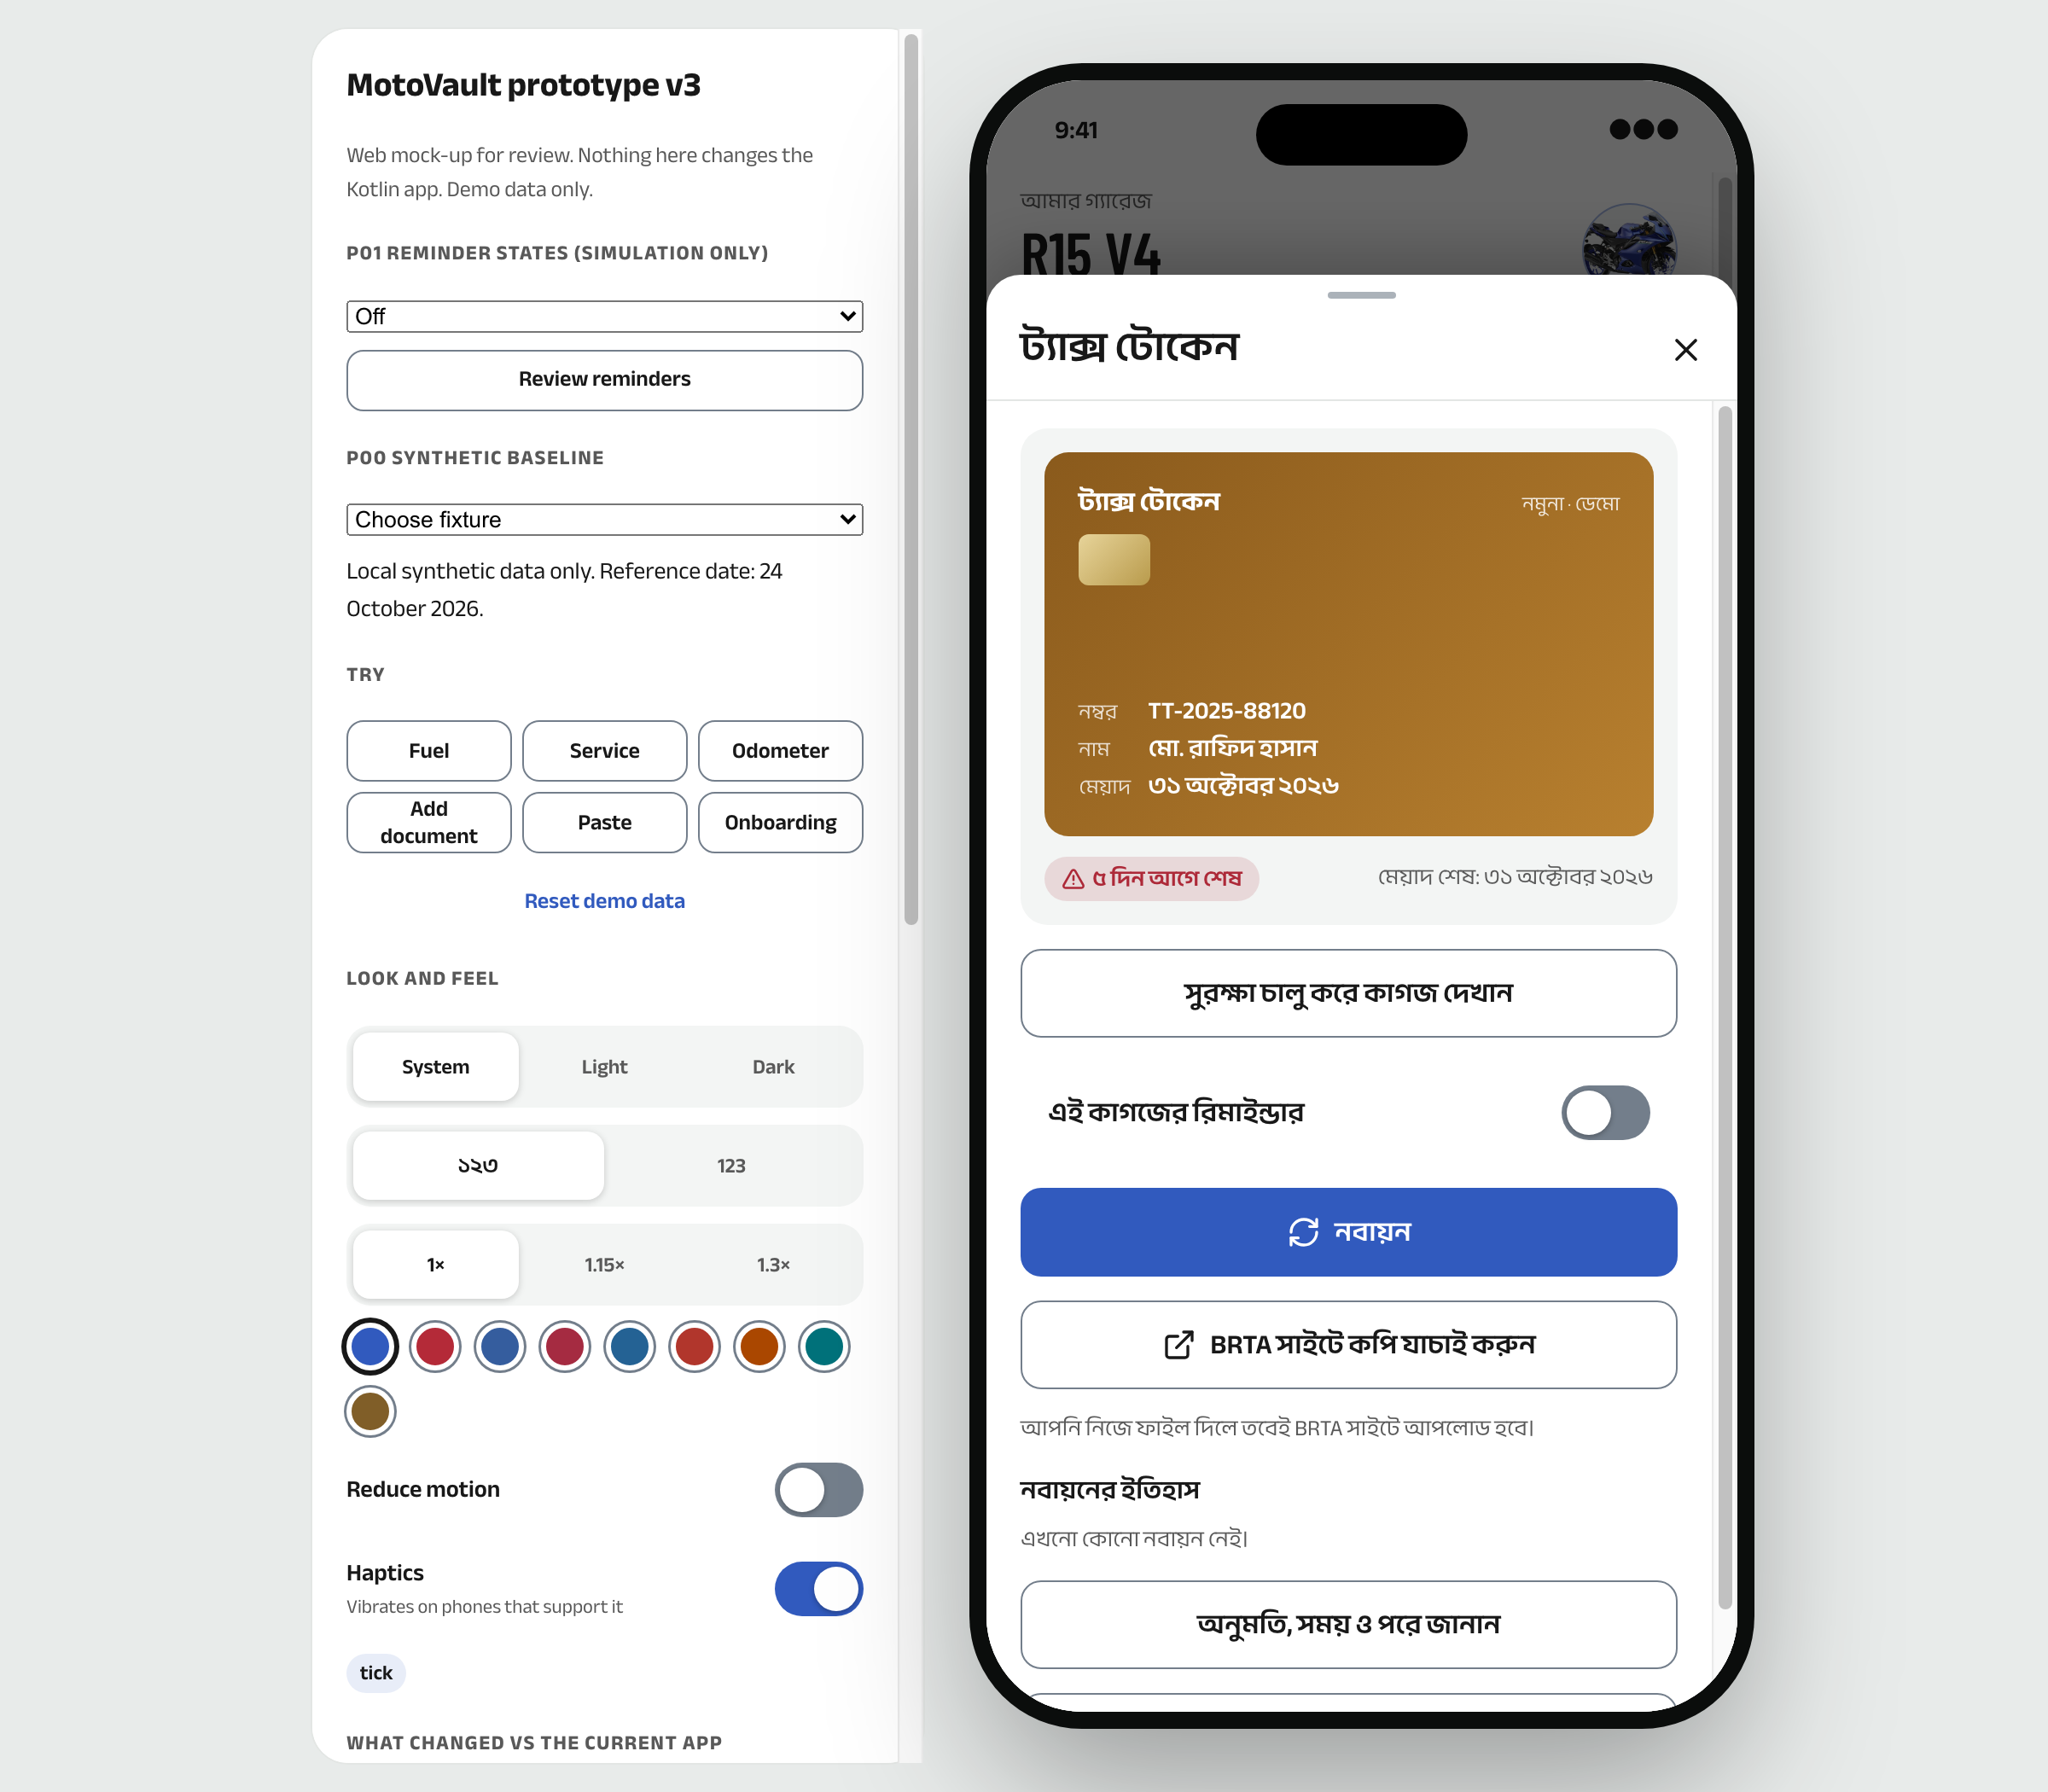 MotoVault prototype v3
Web mock-up for review. Nothing here changes the
Kotlin app. Demo data only.
P01 REMINDER STATES (SIMULATION ONLY)
Off
Review reminders
P00 SYNTHETIC BASELINE
Choose fixture
Local synthetic data only. Reference date: 24
October 2026.
TRY
Fuel
Service
Odometer
Add
document
Paste
Onboarding
Reset demo data
LOOK AND FEEL
System
Light
Dark
১২৩
123
1×
1.15×
1.3×
Reduce motion
Haptics
Vibrates on phones that support it
tick
WHAT CHANGED VS THE CURRENT APP
9:41
আমার গ্যারেজ
R15 V4
ট্যাক্স টোকেন
ট্যাক্স টোকেন
নমুনা · ডেমো
নম্বর TT-2025-88120
নাম মো. রাফিদ হাসান
মেয়াদ ৩১ অক্টোবর ২০২৬
৫ দিন আগে শেষ
মেয়াদ শেষ: ৩১ অক্টোবর ২০২৬
সুরক্ষা চালু করে কাগজ দেখান
এই কাগজের রিমাইন্ডার
নবায়ন
BRTA সাইটে কপি যাচাই করুন
আপনি নিজে ফাইল দিলে তবেই BRTA সাইটে আপলোড হবে।
নবায়নের ইতিহাস
এখনো কোনো নবায়ন নেই।
অনুমতি, সময় ও পরে জানান